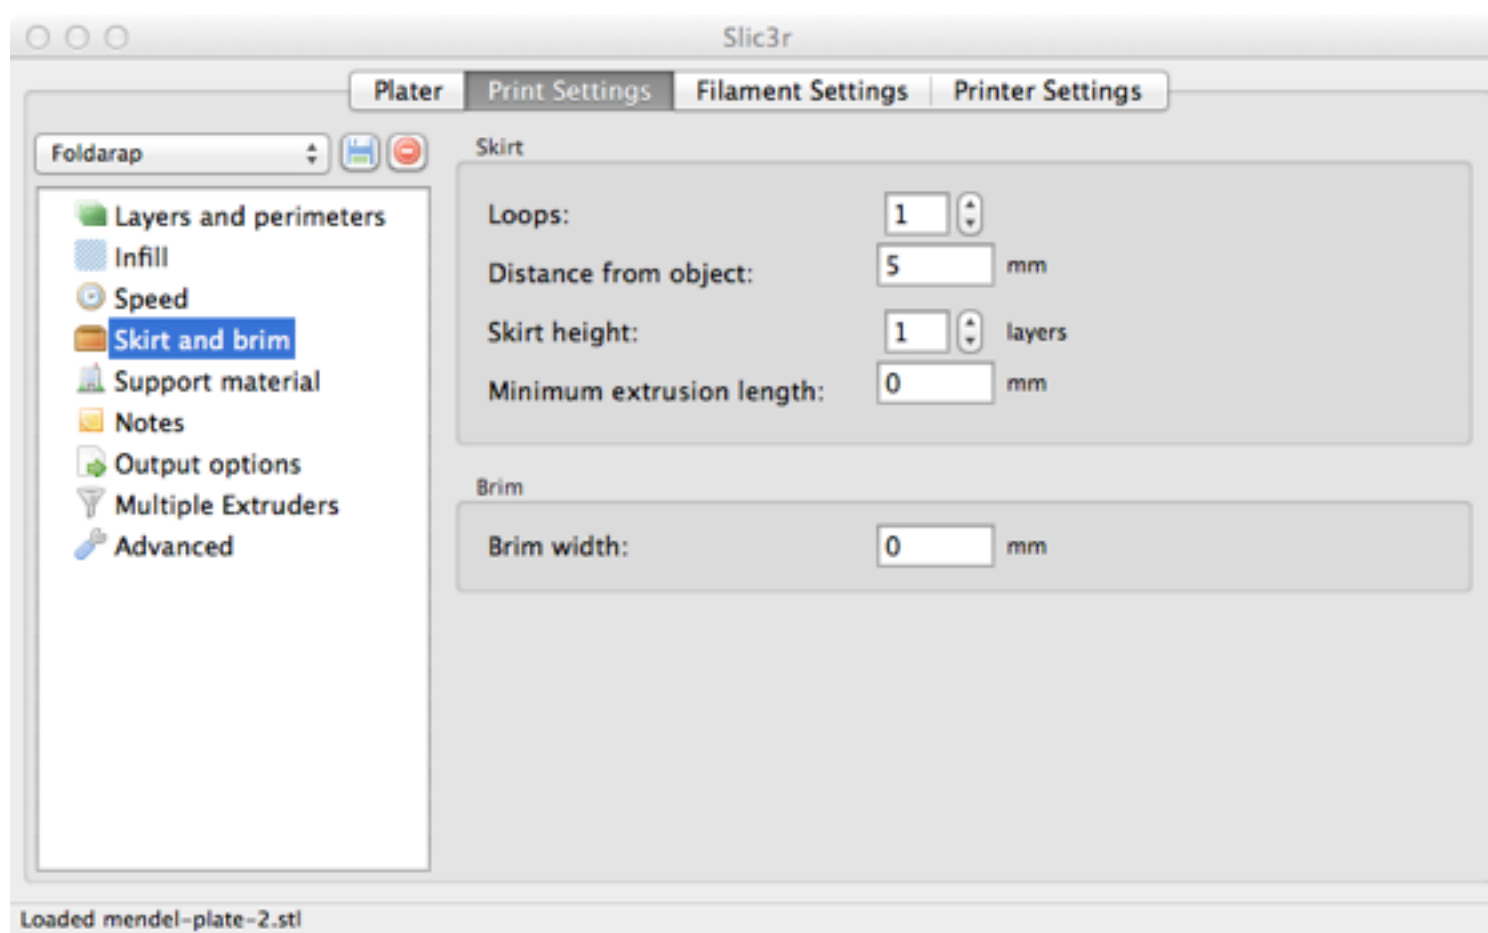 Slic3r
Plater Print Settings Filament Settings Printer Settings
Foldarap
Layers and perimeters
Infill
Speed
Skirt and brim
Support material
Notes
Output options
Multiple Extruders
Advanced
Skirt
Loops: 1
Distance from object: 5 mm
Skirt height: 1 layers
Minimum extrusion length: 0 mm
Brim
Brim width: 0 mm
Loaded mendel-plate-2.stl